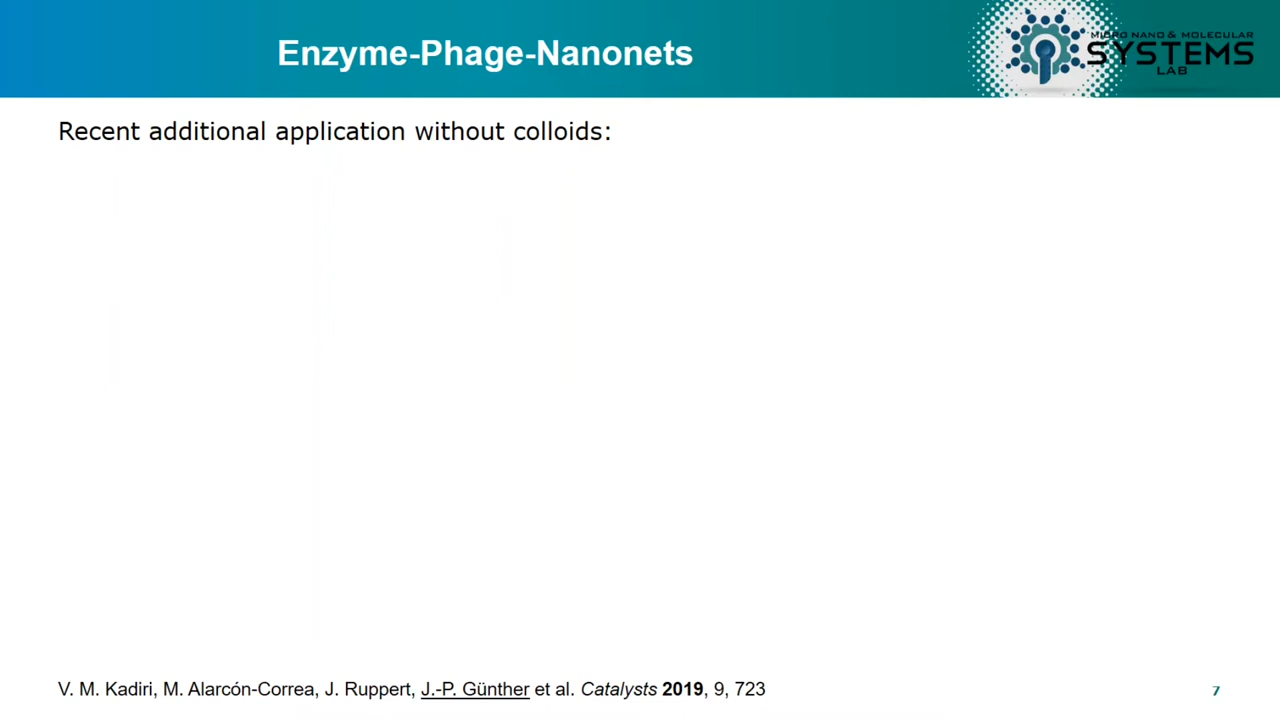 Enzyme-Phage-Nanonets
MICRO NANO & MOLECULAR
SYSTEMS
LAB
Recent additional application without colloids:
V. M. Kadiri, M. Alarcón-Correa, J. Ruppert, J.-P. Günther et al. Catalysts 2019, 9, 723
7